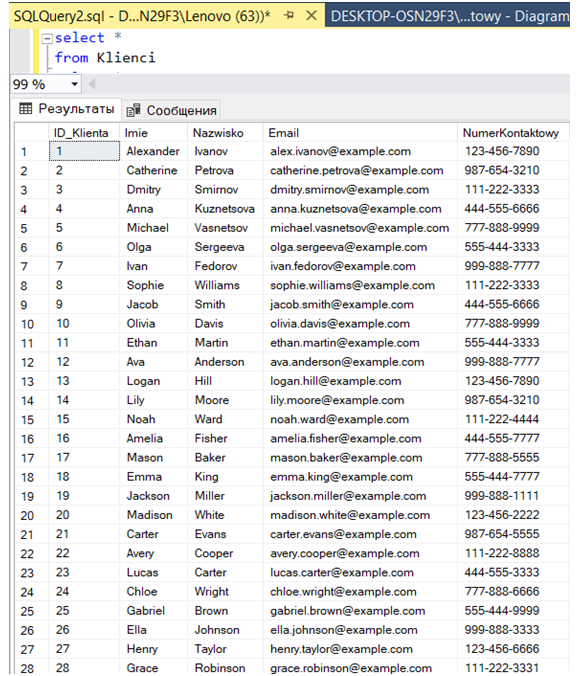 SQLQuery2.sql - D...N29F3\Lenovo (63))* DESKTOP-OSN29F3\...towy - Diagram
select *
from Klienci
99 %
Результаты Сообщения
ID_Klienta Imie Nazwisko Email NumerKontaktowy
1 1 Alexander Ivanov alex.ivanov@example.com 123-456-7890
2 2 Catherine Petrova catherine.petrova@example.com 987-654-3210
3 3 Dmitry Smirnov dmitry.smirnov@example.com 111-222-3333
4 4 Anna Kuznetsova anna.kuznetsova@example.com 444-555-6666
5 5 Michael Vasnetsov michael.vasnetsov@example.com 777-888-9999
6 6 Olga Sergeeva olga.sergeeva@example.com 555-444-3333
7 7 Ivan Fedorov ivan.fedorov@example.com 999-888-7777
8 8 Sophie Williams sophie.williams@example.com 111-222-3333
9 9 Jacob Smith jacob.smith@example.com 444-555-6666
10 10 Olivia Davis olivia.davis@example.com 777-888-9999
11 11 Ethan Martin ethan.martin@example.com 555-444-3333
12 12 Ava Anderson ava.anderson@example.com 999-888-7777
13 13 Logan Hill logan.hill@example.com 123-456-7890
14 14 Lily Moore lily.moore@example.com 987-654-3210
15 15 Noah Ward noah.ward@example.com 111-222-4444
16 16 Amelia Fisher amelia.fisher@example.com 444-555-7777
17 17 Mason Baker mason.baker@example.com 777-888-5555
18 18 Emma King emma.king@example.com 555-444-7777
19 19 Jackson Miller jackson.miller@example.com 999-888-1111
20 20 Madison White madison.white@example.com 123-456-2222
21 21 Carter Evans carter.evans@example.com 987-654-5555
22 22 Avery Cooper avery.cooper@example.com 111-222-8888
23 23 Lucas Carter lucas.carter@example.com 444-555-3333
24 24 Chloe Wright chloe.wright@example.com 777-888-6666
25 25 Gabriel Brown gabriel.brown@example.com 555-444-9999
26 26 Ella Johnson ella.johnson@example.com 999-888-3333
27 27 Henry Taylor henry.taylor@example.com 123-456-6666
28 28 Grace Robinson grace.robinson@example.com 111-222-3331